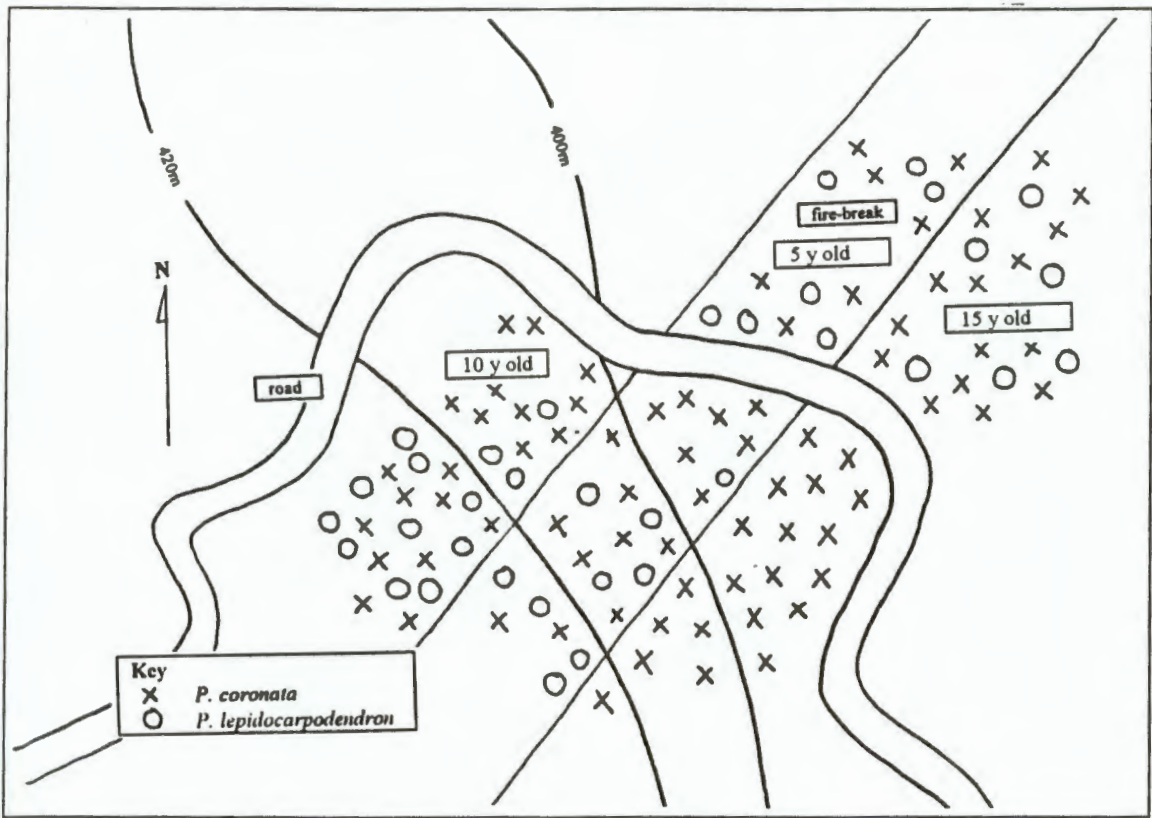 420m
400m
fire-break
5 y old
N
15 y old
10 y old
road
Key
P. coronata
P. lepidocarpodendron